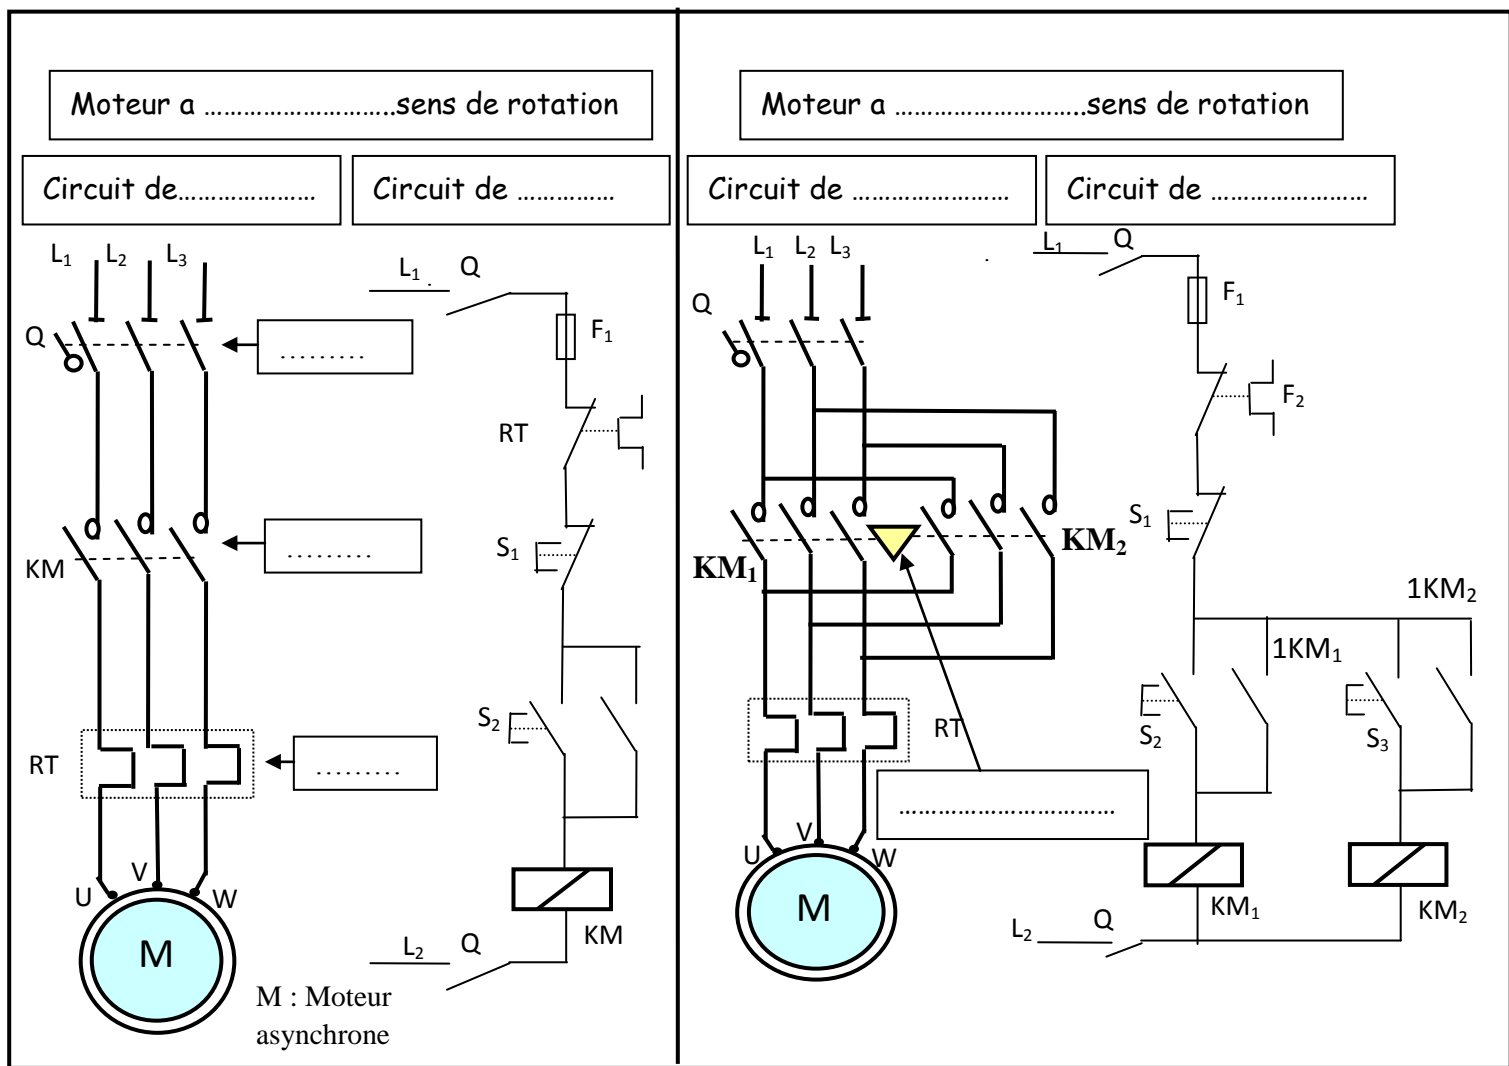 Moteur a ...........................sens de rotation
Circuit de.....................
Circuit de ...............
L1 L2 L3
Q
.........
KM
.........
RT
.........
U V W
M
M : Moteur
asynchrone
L1 Q
F1
RT
S1
S2
KM
L2 Q
Moteur a ...........................sens de rotation
Circuit de ........................
Circuit de ........................
L1 L2 L3
Q
KM1
KM2
RT
.................................
U V W
M
L1 Q
F1
F2
S1
1KM2
1KM1
S2
S3
KM1
KM2
L2 Q